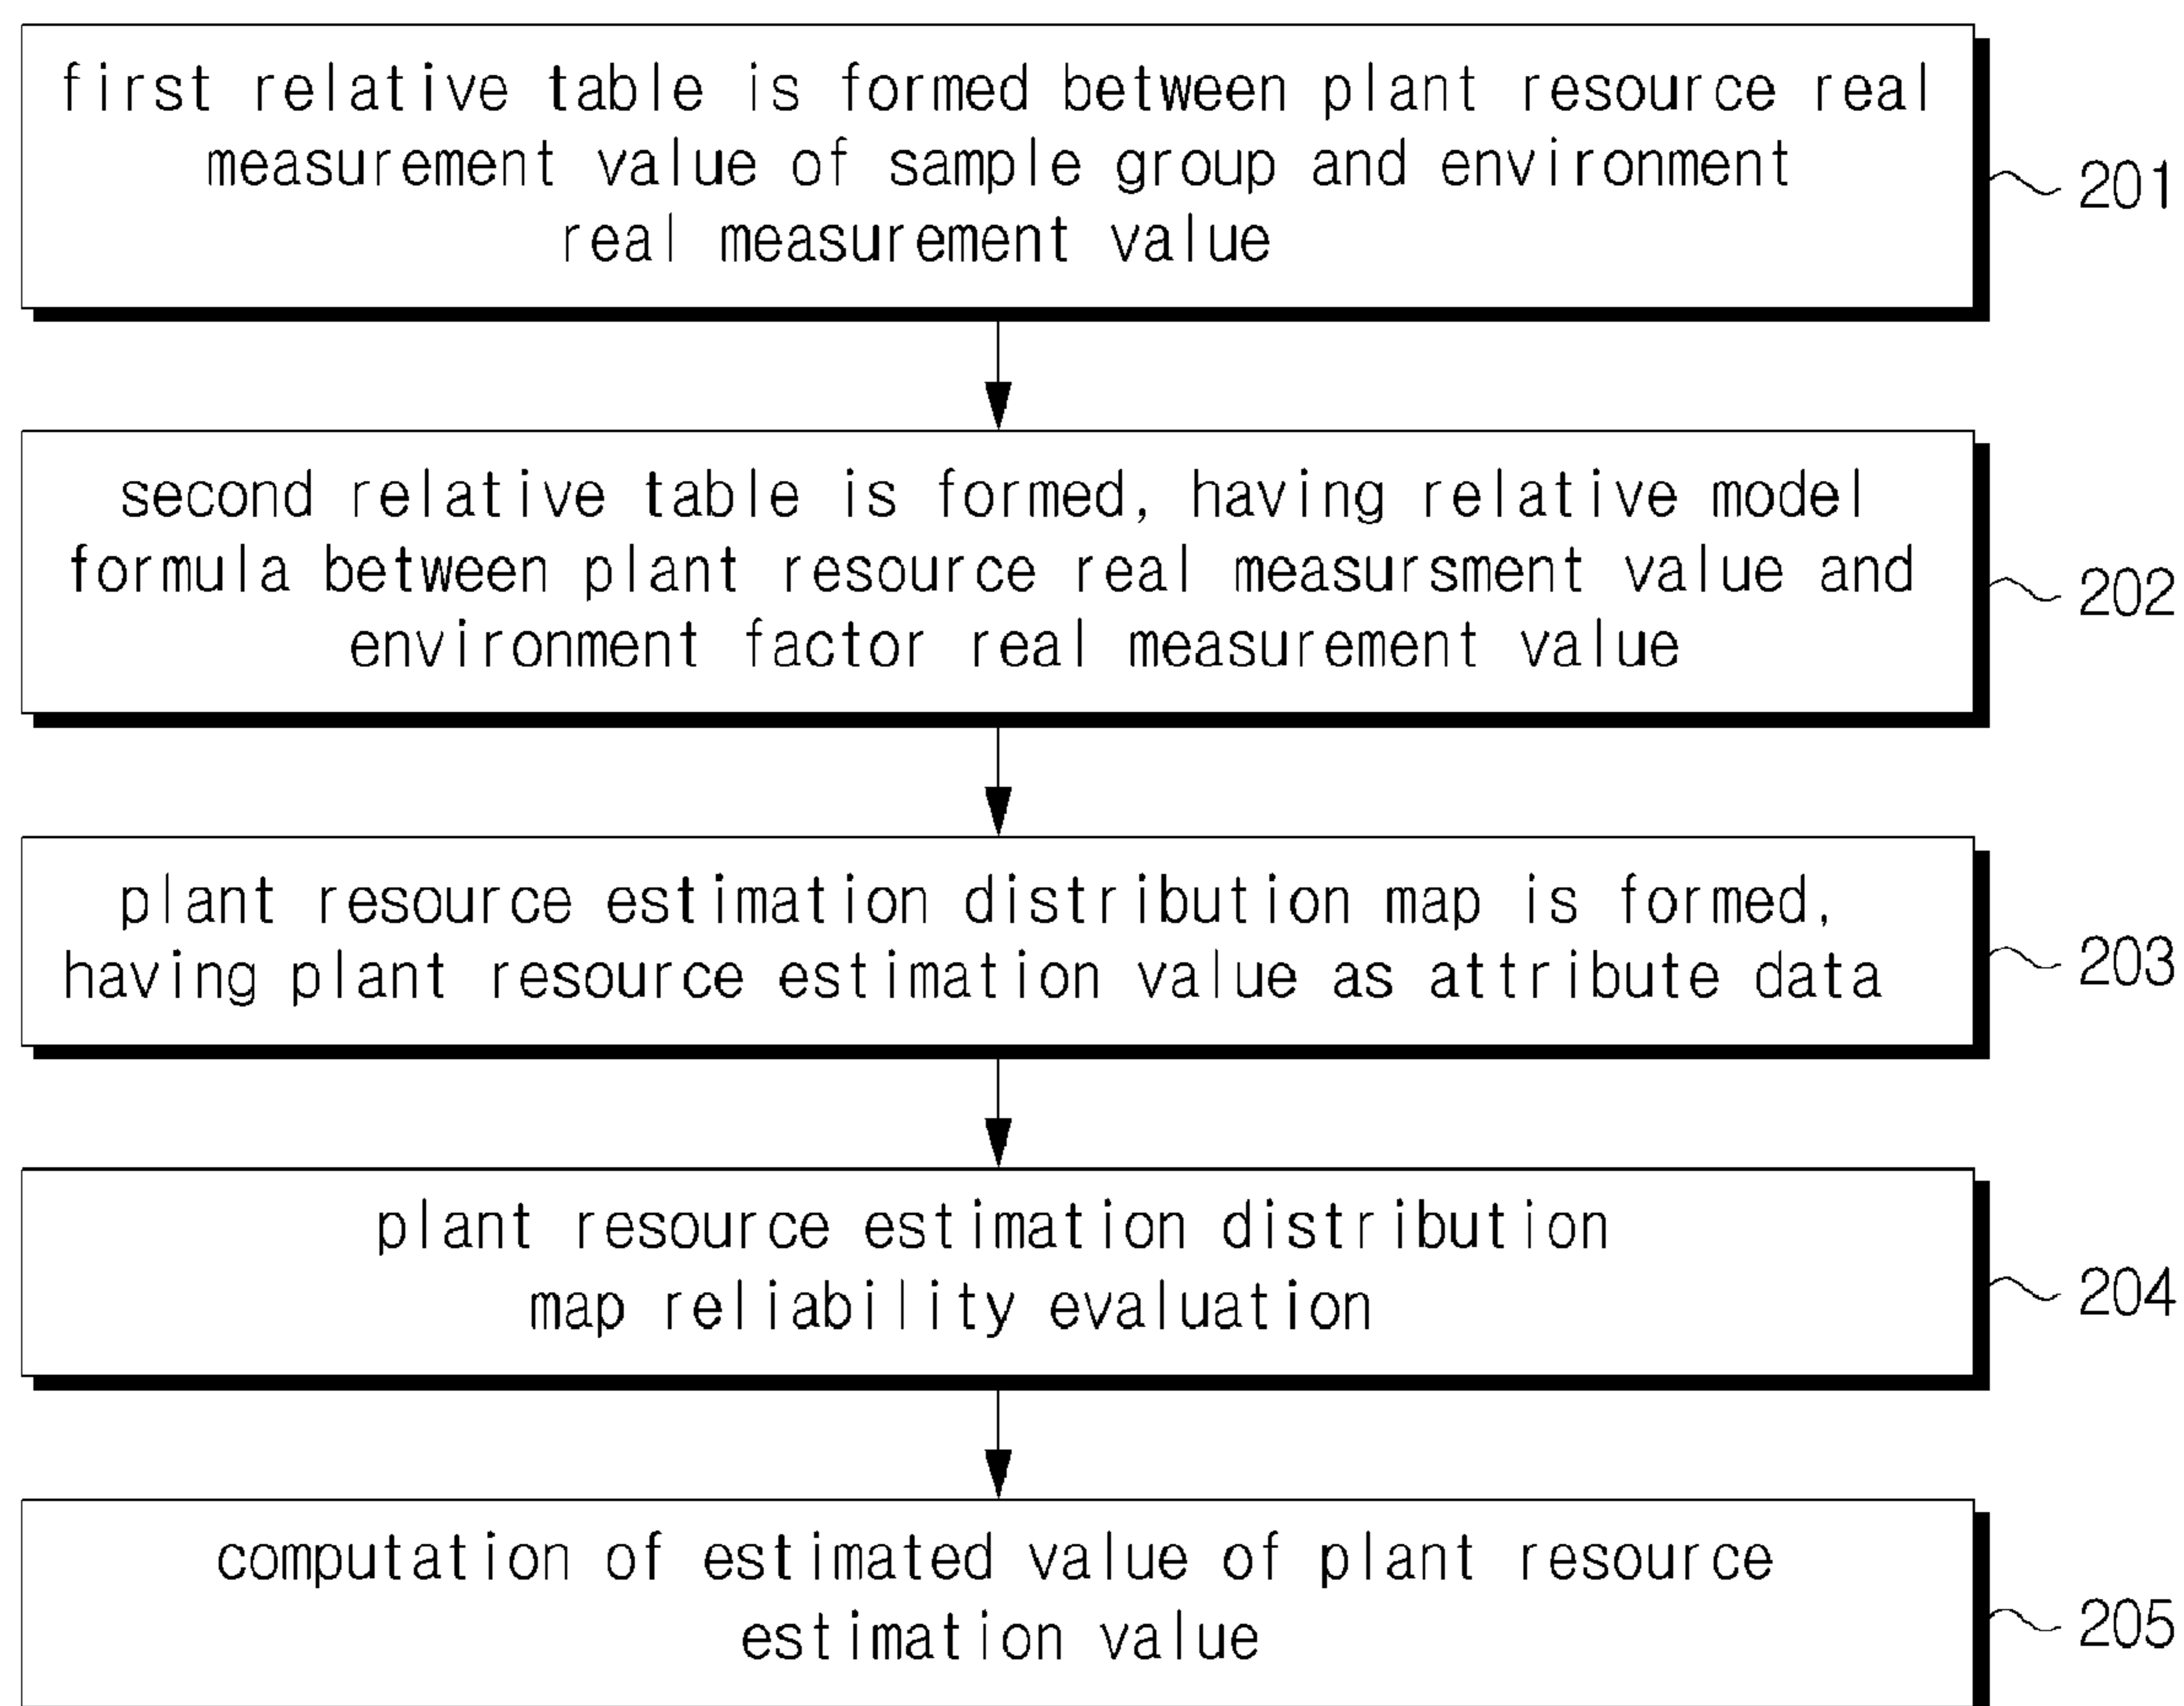 first relative table is formed between plant resource real
measurement value of sample group and environment
real measurement value
201
second relative table is formed, having relative model
formula between plant resource real measursment value and
environment factor real measurement value
202
plant resource estimation distribution map is formed,
having plant resource estimation value as attribute data
203
plant resource estimation distribution
map reliability evaluation
204
computation of estimated value of plant resource
estimation value
205